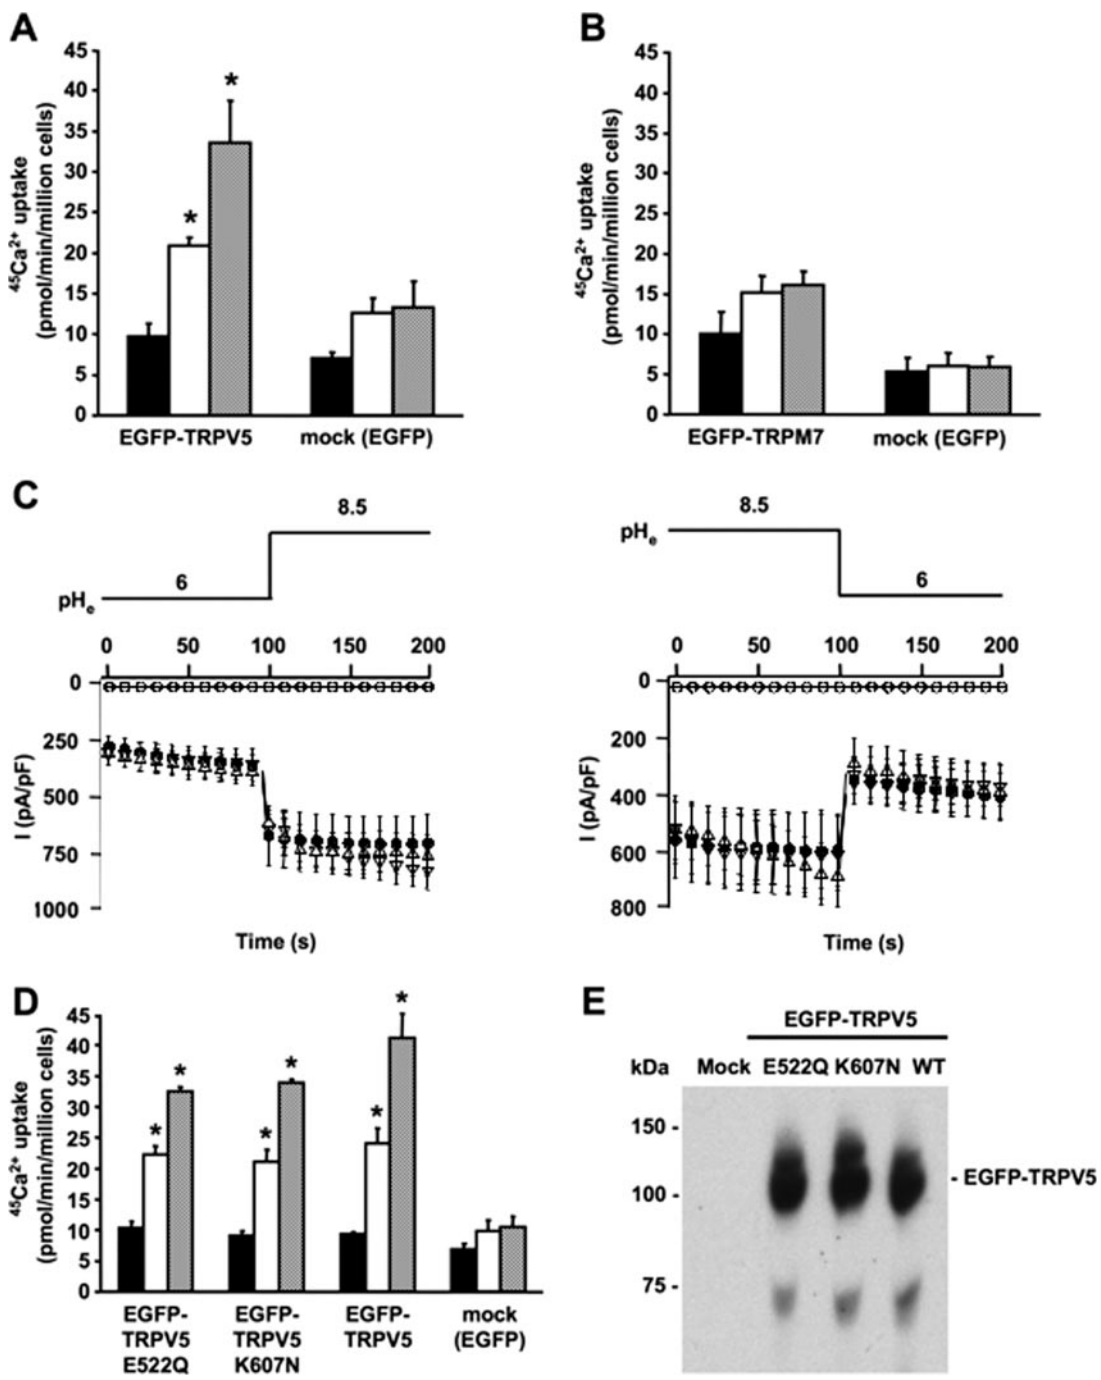 A
45
40
35
30
25
20
15
10
5
0
⁴⁵Ca²⁺ uptake
(pmol/min/million cells)
*
*
EGFP-TRPV5
mock (EGFP)
B
45
40
35
30
25
20
15
10
5
0
⁴⁵Ca²⁺ uptake
(pmol/min/million cells)
EGFP-TRPM7
mock (EGFP)
C
8.5
6
pHₑ
0 50 100 150 200
0
250
500
750
1000
I (pA/pF)
Time (s)
8.5
6
pHₑ
0 50 100 150 200
0
200
400
600
800
I (pA/pF)
Time (s)
D
45
40
35
30
25
20
15
10
5
0
⁴⁵Ca²⁺ uptake
(pmol/min/million cells)
*
*
*
*
*
*
EGFP-
TRPV5
E522Q
EGFP-
TRPV5
K607N
EGFP-
TRPV5
mock
(EGFP)
E
EGFP-TRPV5
kDa Mock E522Q K607N WT
150 -
100 -
75 -
- EGFP-TRPV5